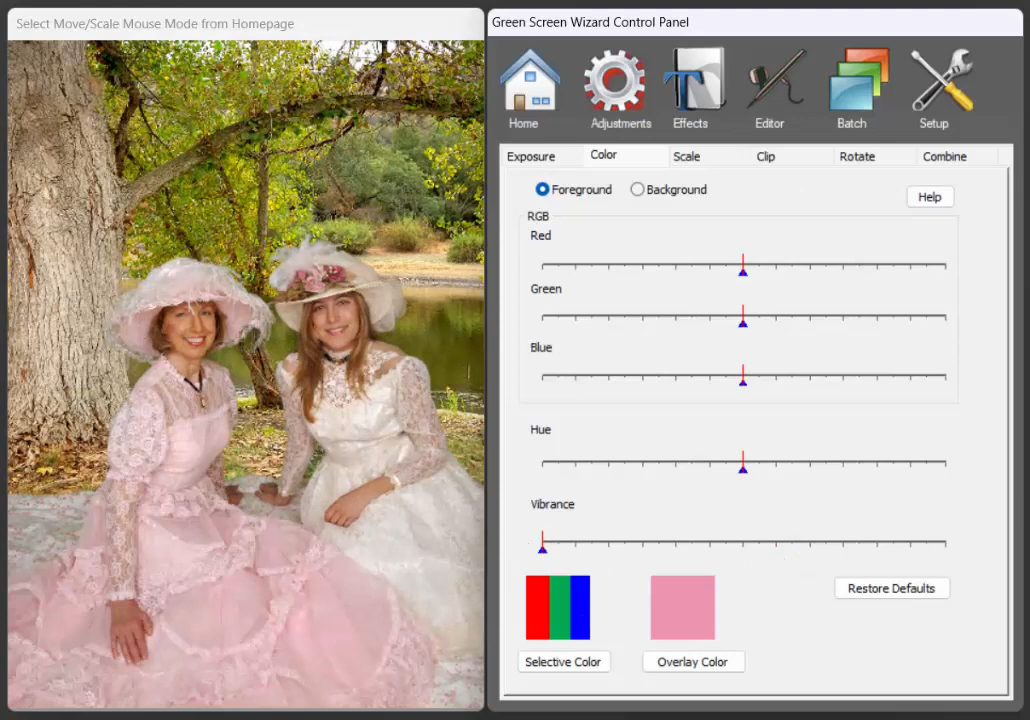 Select Move/Scale Mouse Mode from Homepage
Green Screen Wizard Control Panel
Home Adjustments Effects Editor Batch Setup
Exposure Color Scale Clip Rotate Combine
Foreground Background
Help
RGB
Red
Green
Blue
Hue
Vibrance
Restore Defaults
Selective Color Overlay Color